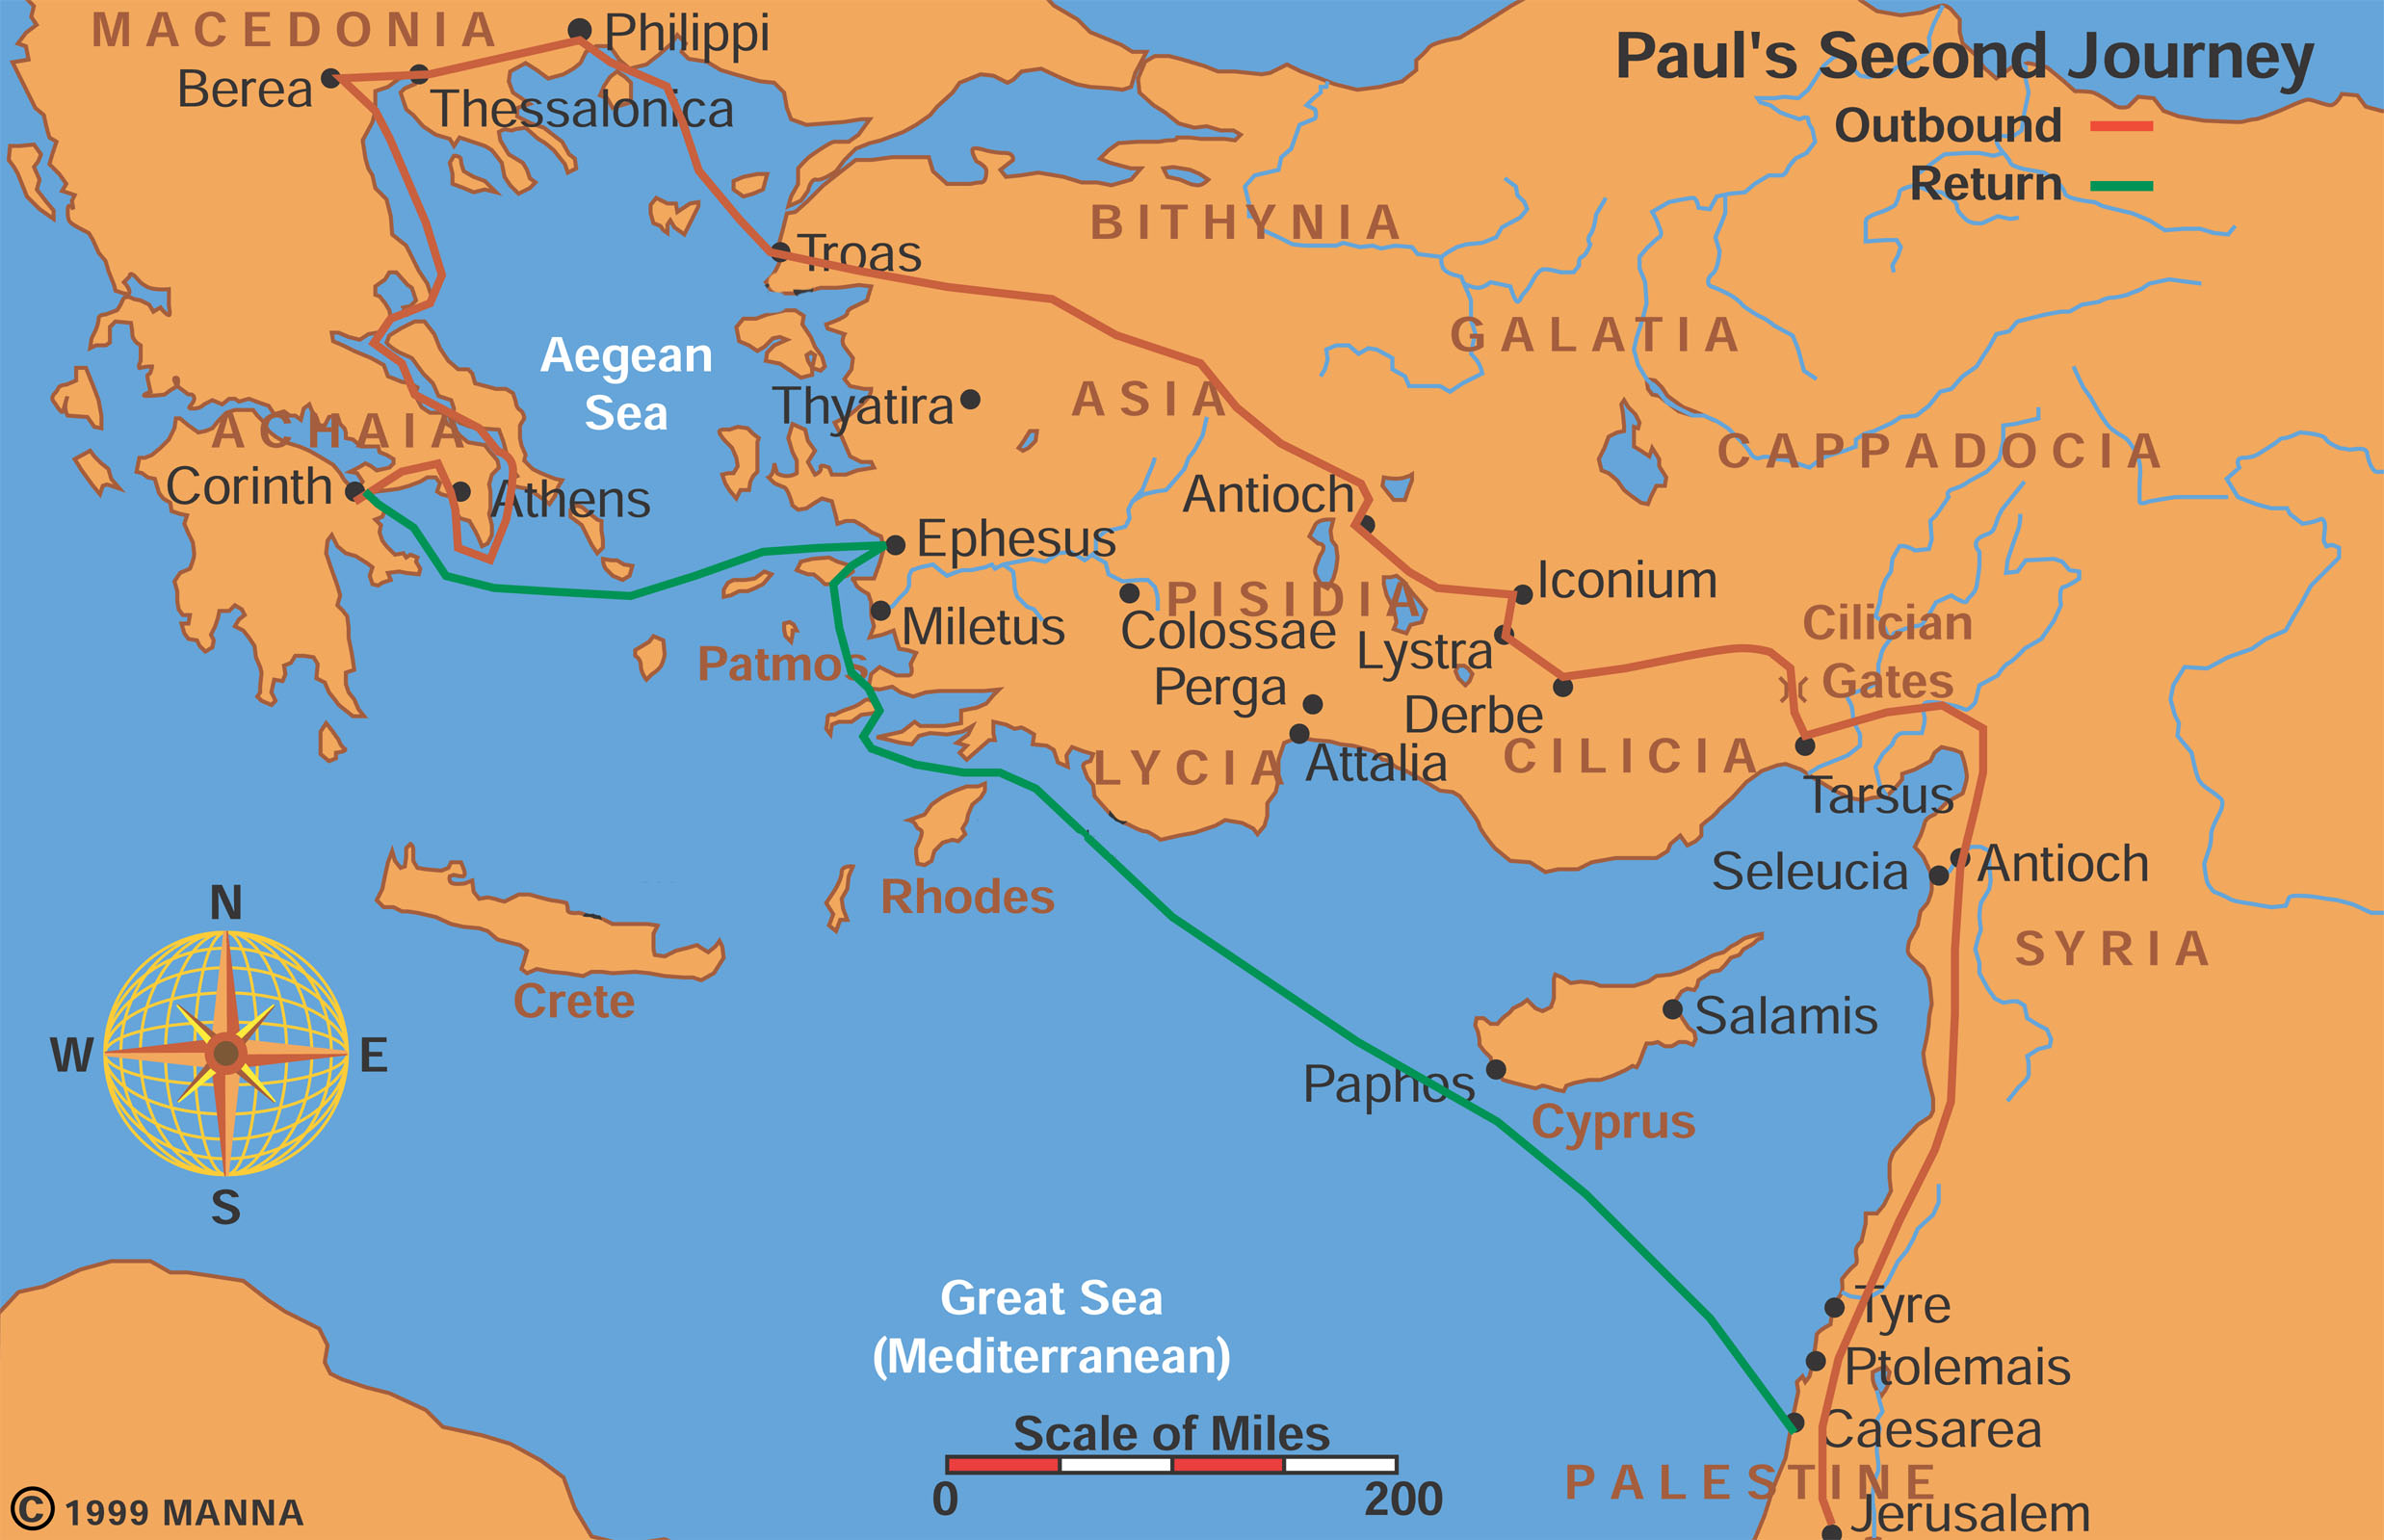 Paul's Second Journey
Outbound
Return
MACEDONIA
Philippi
Berea
Thessalonica
BITHYNIA
Troas
GALATIA
Aegean
Sea
Thyatira
ASIA
ACHAIA
CAPPADOCIA
Corinth
Athens
Antioch
Ephesus
Iconium
PISIDIA
Miletus
Colossae
Lystra
Cilician
Gates
Patmos
Perga
Derbe
LYCIA
Attalia
CILICIA
Tarsus
Seleucia
Antioch
Rhodes
SYRIA
Crete
Salamis
Paphos
Cyprus
N
W
E
S
Great Sea
(Mediterranean)
Tyre
Ptolemais
Caesarea
Scale of Miles
0
200
PALESTINE
Jerusalem
© 1999 MANNA